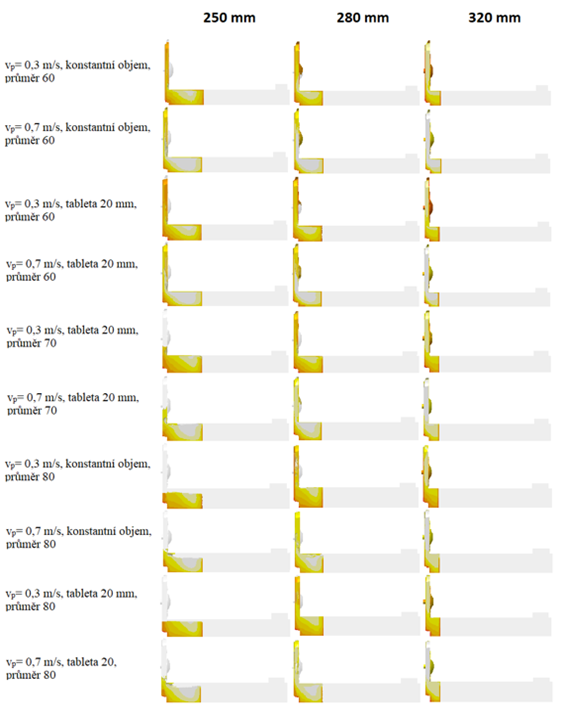 250 mm 280 mm 320 mm
vp= 0,3 m/s, konstantní objem,
průměr 60
vp= 0,7 m/s, konstantní objem,
průměr 60
vp= 0,3 m/s, tableta 20 mm,
průměr 60
vp= 0,7 m/s, tableta 20 mm,
průměr 60
vp= 0,3 m/s, tableta 20 mm,
průměr 70
vp= 0,7 m/s, tableta 20 mm,
průměr 70
vp= 0,3 m/s, konstantní objem,
průměr 80
vp= 0,7 m/s, konstantní objem,
průměr 80
vp= 0,3 m/s, tableta 20 mm,
průměr 80
vp= 0,7 m/s, tableta 20,
průměr 80